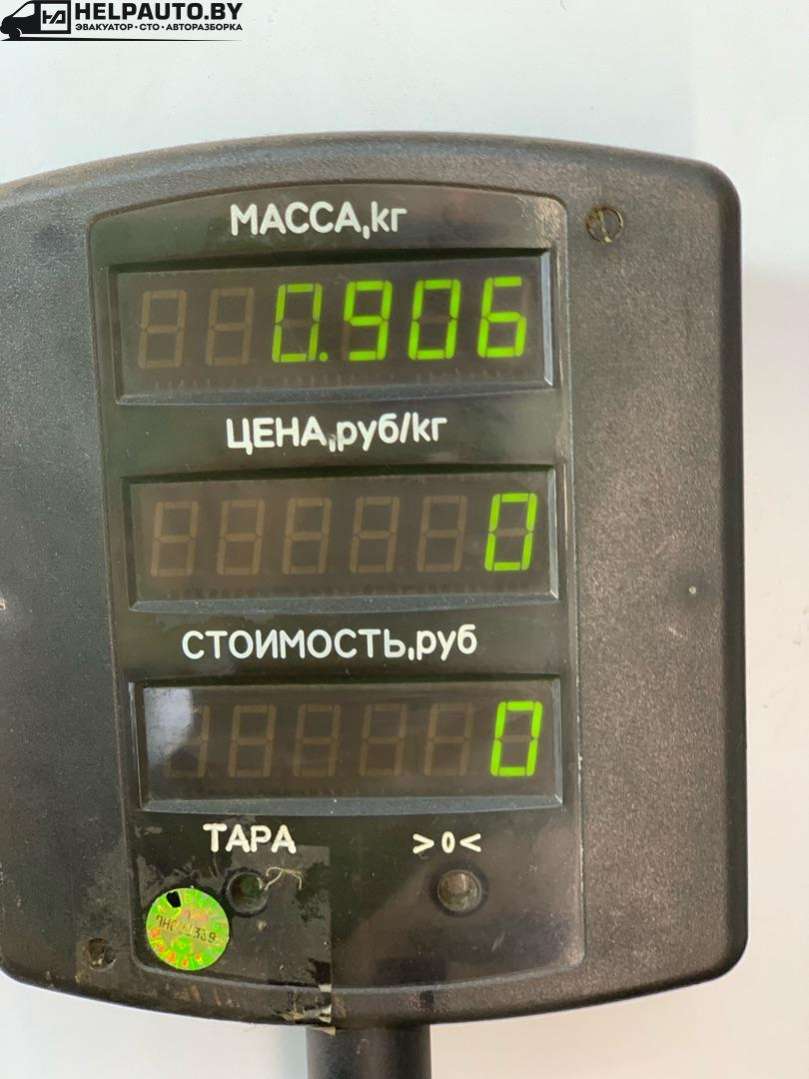 HELPAUTO.BY
ЭВАКУАТОР • СТО • АВТОРАЗБОРКА
МАССА,кг
0.906
ЦЕНА,руб/кг
0
СТОИМОСТЬ,руб
0
ТАРА >0<